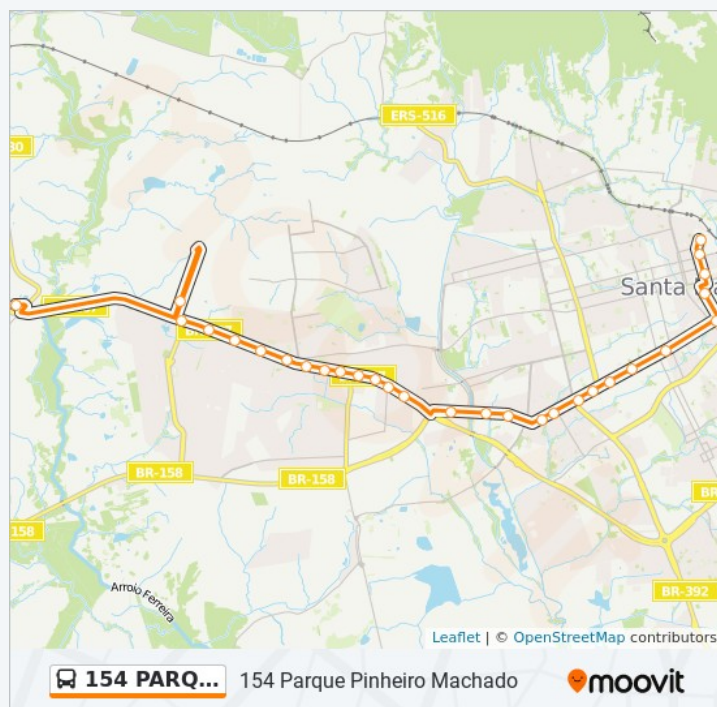 ERS-516
30
Santa
BR-158
BR-158
158
BR
BR-392
Arroio Ferreira
Leaflet | © OpenStreetMap contributors
154 PARQ...
154 Parque Pinheiro Machado
moovit